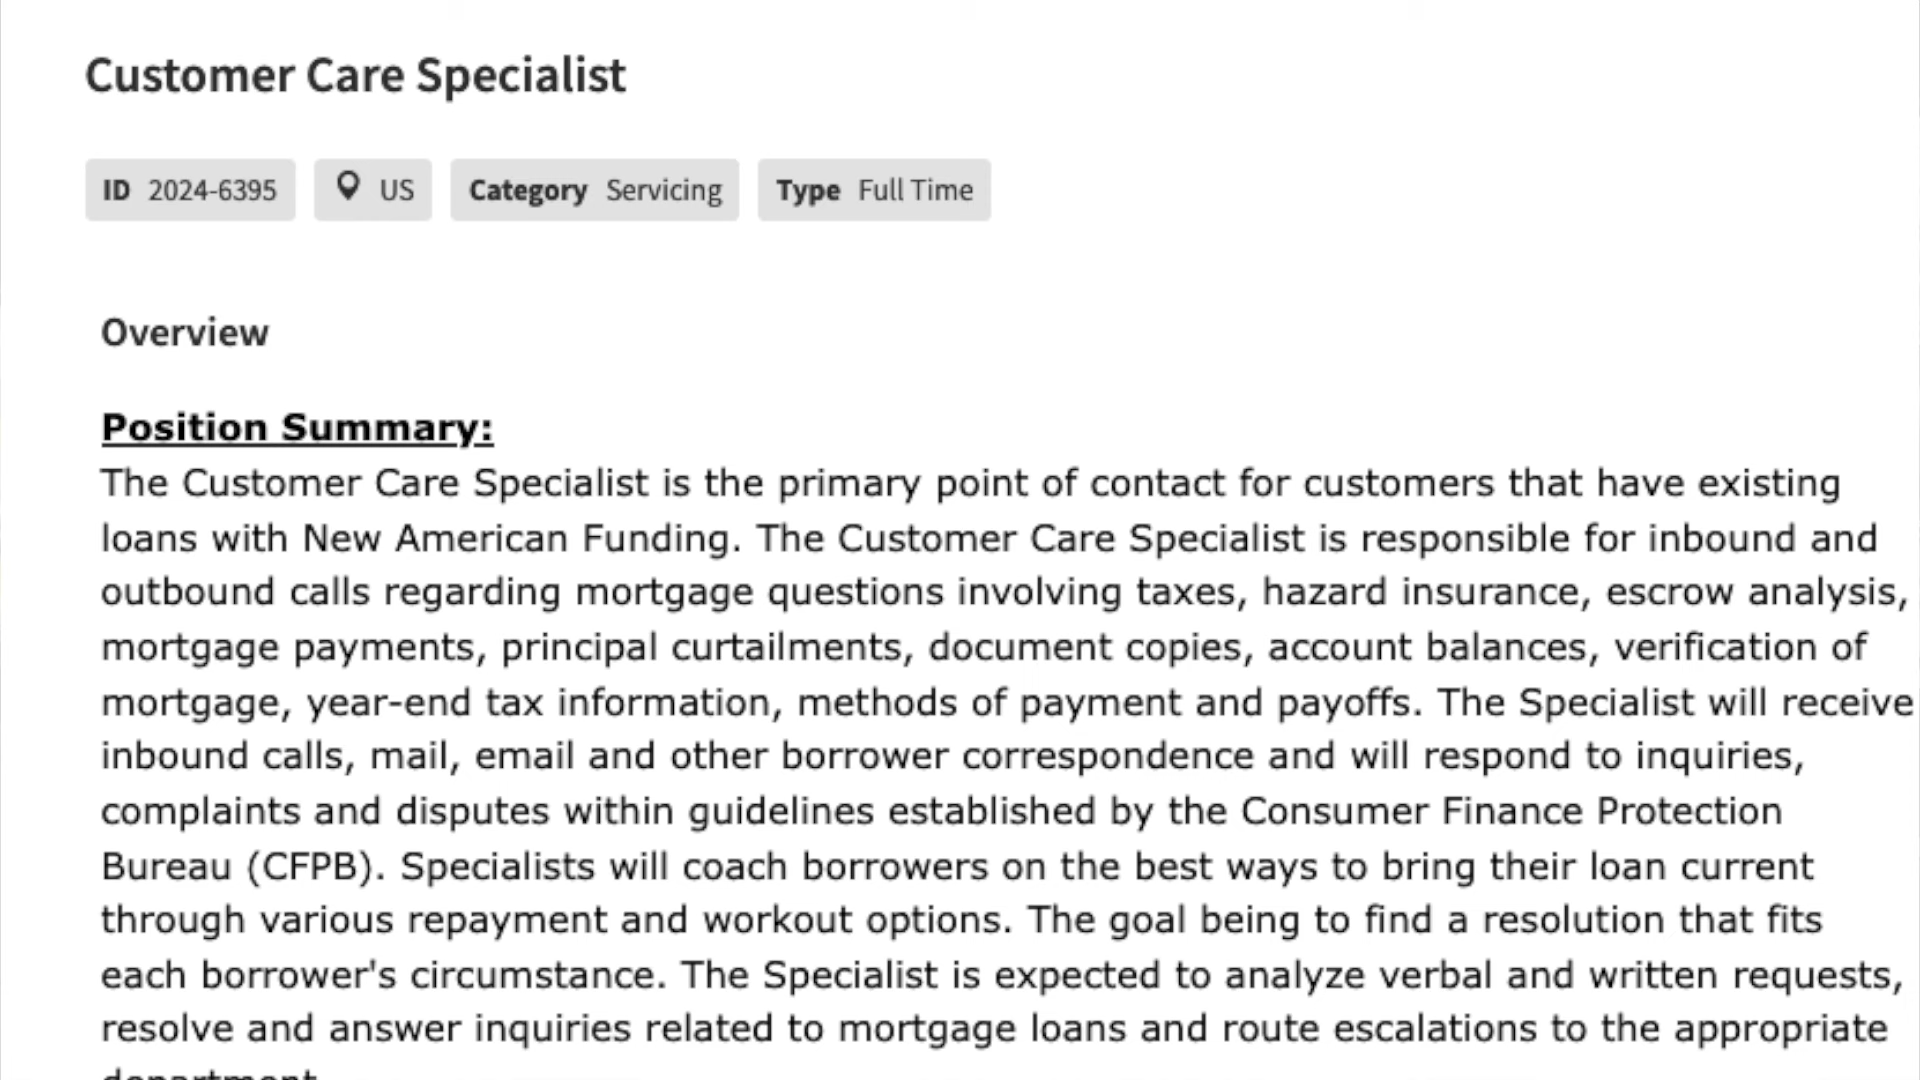 Customer Care Specialist
ID 2024-6395 US Category Servicing Type Full Time
Overview
Position Summary:
The Customer Care Specialist is the primary point of contact for customers that have existing
loans with New American Funding. The Customer Care Specialist is responsible for inbound and
outbound calls regarding mortgage questions involving taxes, hazard insurance, escrow analysis,
mortgage payments, principal curtailments, document copies, account balances, verification of
mortgage, year-end tax information, methods of payment and payoffs. The Specialist will receive
inbound calls, mail, email and other borrower correspondence and will respond to inquiries,
complaints and disputes within guidelines established by the Consumer Finance Protection
Bureau (CFPB). Specialists will coach borrowers on the best ways to bring their loan current
through various repayment and workout options. The goal being to find a resolution that fits
each borrower's circumstance. The Specialist is expected to analyze verbal and written requests,
resolve and answer inquiries related to mortgage loans and route escalations to the appropriate
department.